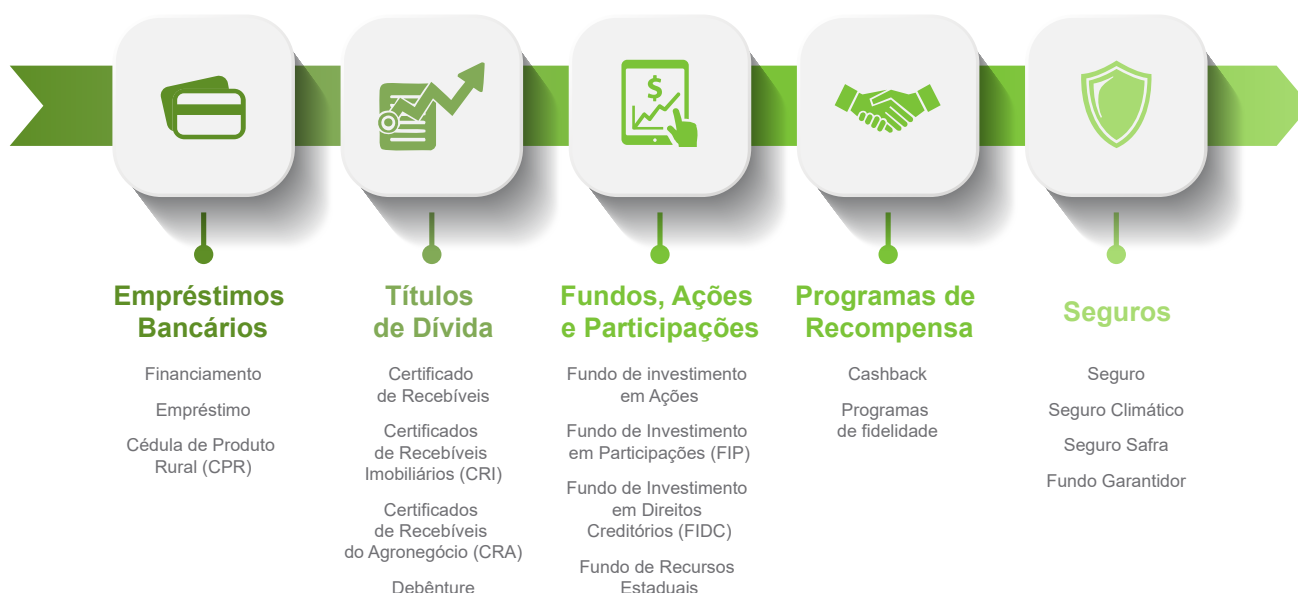 $
Empréstimos
Bancários
Financiamento
Empréstimo
Cédula de Produto
Rural (CPR)
Títulos
de Dívida
Certificado
de Recebíveis
Certificados
de Recebíveis
Imobiliários (CRI)
Certificados
de Recebíveis
do Agronegócio (CRA)
Debênture
Fundos, Ações
e Participações
Fundo de investimento
em Ações
Fundo de Investimento
em Participações (FIP)
Fundo de Investimento
em Direitos
Creditórios (FIDC)
Fundo de Recursos
Estaduais
Programas de
Recompensa
Cashback
Programas
de fidelidade
Seguros
Seguro
Seguro Climático
Seguro Safra
Fundo Garantidor